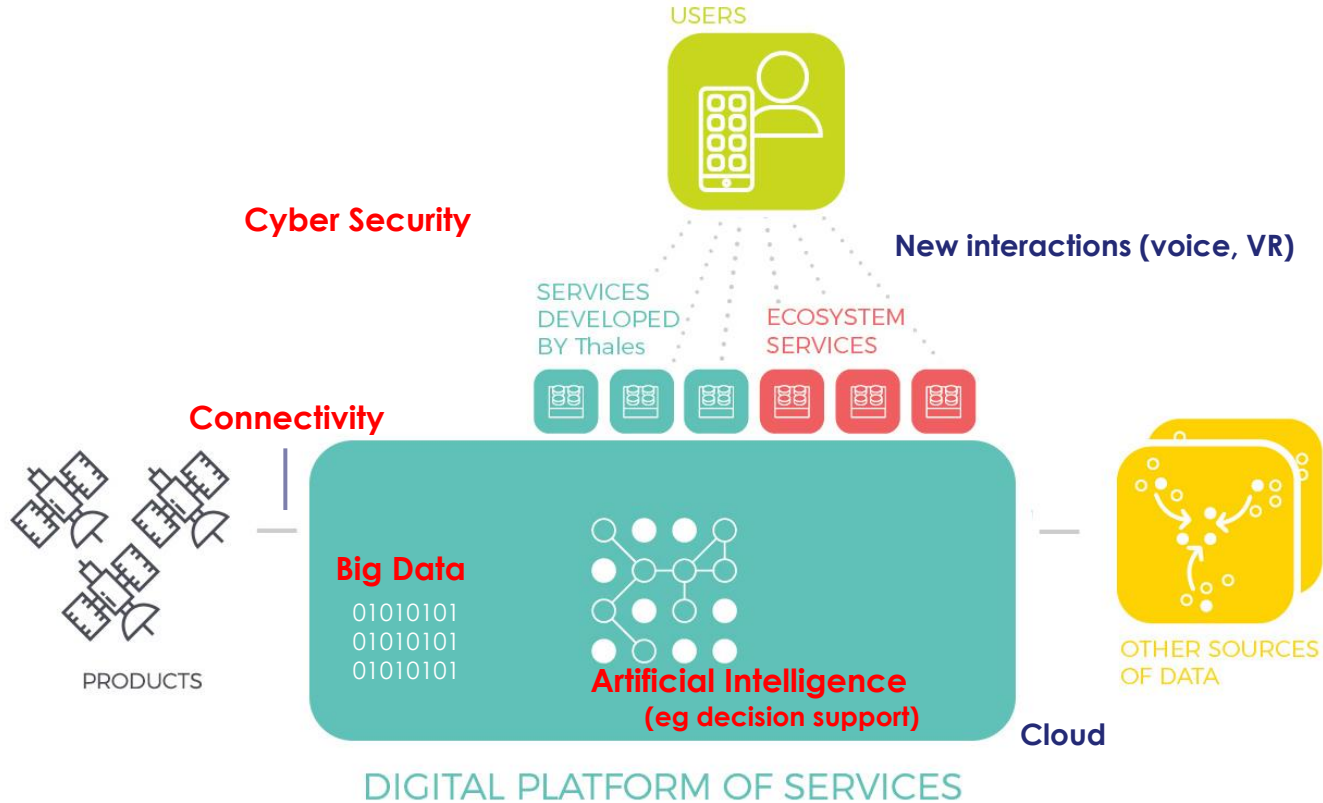 USERS
Cyber Security
New interactions (voice, VR)
SERVICES
DEVELOPED
BY Thales
ECOSYSTEM
SERVICES
Connectivity
Big Data
01010101
01010101
01010101
PRODUCTS
Artificial Intelligence
(eg decision support)
OTHER SOURCES
OF DATA
Cloud
DIGITAL PLATFORM OF SERVICES